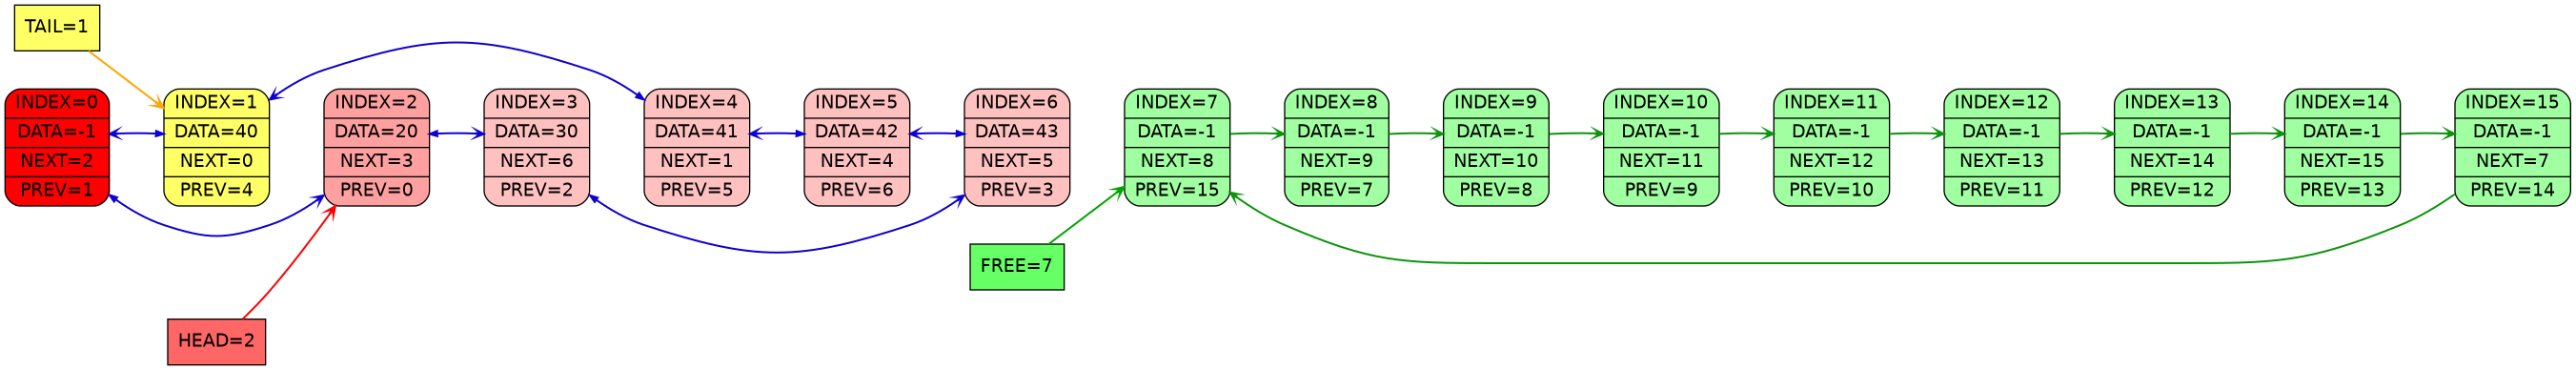 TAIL=1
INDEX=0
DATA=-1
NEXT=2
PREV=1
INDEX=1
DATA=40
NEXT=0
PREV=4
INDEX=2
DATA=20
NEXT=3
PREV=0
INDEX=3
DATA=30
NEXT=6
PREV=2
INDEX=4
DATA=41
NEXT=1
PREV=5
INDEX=5
DATA=42
NEXT=4
PREV=6
INDEX=6
DATA=43
NEXT=5
PREV=3
INDEX=7
DATA=-1
NEXT=8
PREV=15
INDEX=8
DATA=-1
NEXT=9
PREV=7
INDEX=9
DATA=-1
NEXT=10
PREV=8
INDEX=10
DATA=-1
NEXT=11
PREV=9
INDEX=11
DATA=-1
NEXT=12
PREV=10
INDEX=12
DATA=-1
NEXT=13
PREV=11
INDEX=13
DATA=-1
NEXT=14
PREV=12
INDEX=14
DATA=-1
NEXT=15
PREV=13
INDEX=15
DATA=-1
NEXT=7
PREV=14
FREE=7
HEAD=2